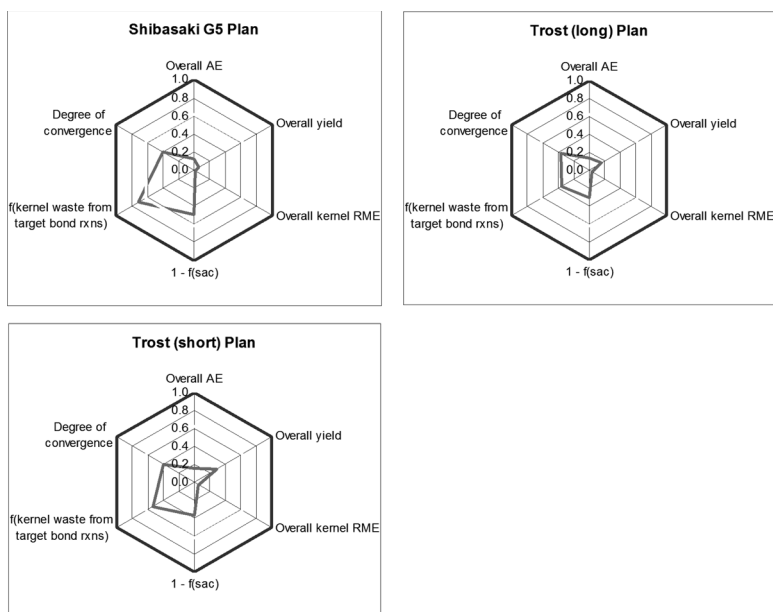 Shibasaki G5 Plan
Overall AE
1.0
0.8
0.6
0.4
0.2
0.0
Overall yield
Overall kernel RME
1 - f(sac)
f(kernel waste from
target bond rxns)
Degree of
convergence
Trost (long) Plan
Overall AE
1.0
0.8
0.6
0.4
0.2
0.0
Overall yield
Overall kernel RME
1 - f(sac)
f(kernel waste from
target bond rxns)
Degree of
convergence
Trost (short) Plan
Overall AE
1.0
0.8
0.6
0.4
0.2
0.0
Overall yield
Overall kernel RME
1 - f(sac)
f(kernel waste from
target bond rxns)
Degree of
convergence